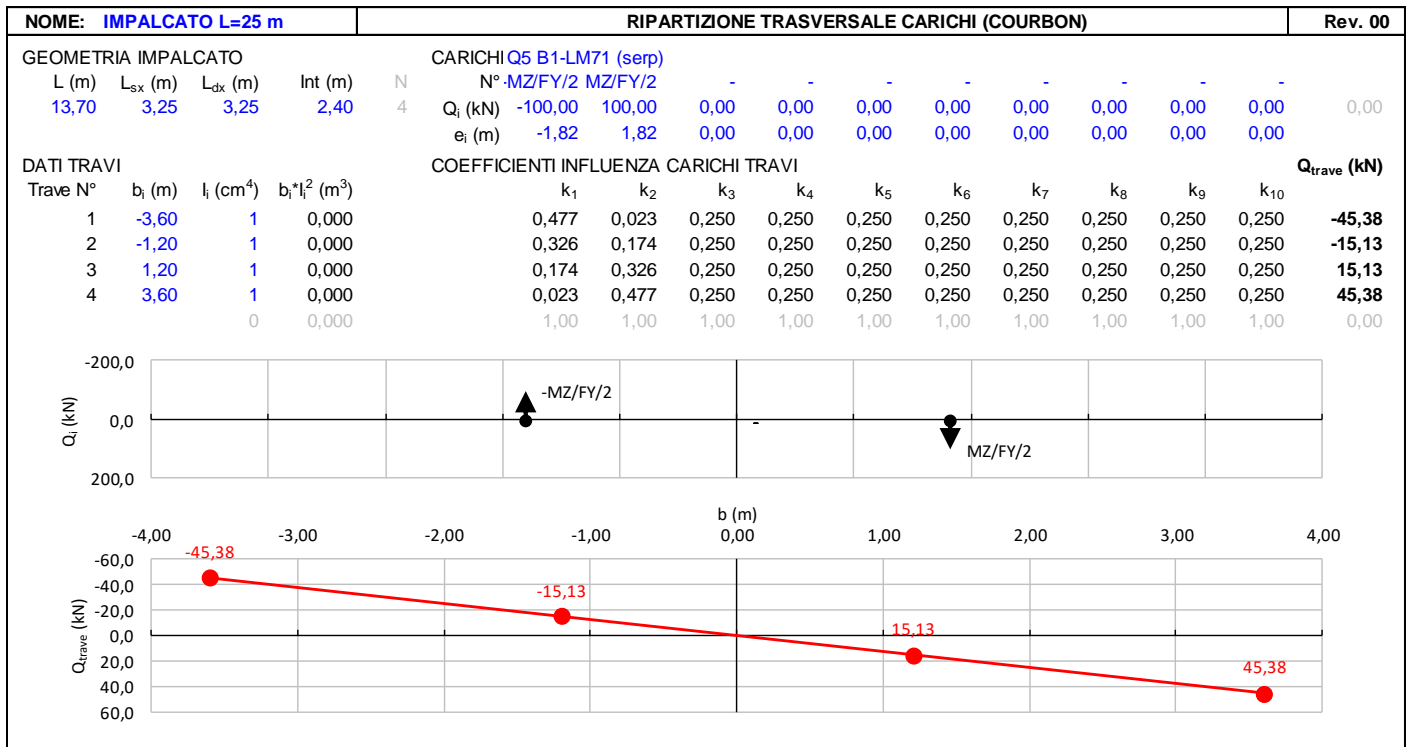 NOME: IMPALCATO L=25 m RIPARTIZIONE TRASVERSALE CARICHI (COURBON) Rev. 00
GEOMETRIA IMPALCATO CARICHI Q5 B1-LM71 (serp)
L (m) Lsx (m) Ldx (m) Int (m) N N° -MZ/FY/2 MZ/FY/2 - - - - - - - -
13,70 3,25 3,25 2,40 4 Qi (kN) -100,00 100,00 0,00 0,00 0,00 0,00 0,00 0,00 0,00 0,00 0,00
ei (m) -1,82 1,82 0,00 0,00 0,00 0,00 0,00 0,00 0,00 0,00
DATI TRAVI COEFFICIENTI INFLUENZA CARICHI TRAVI Qtrave (kN)
Trave N° bi (m) Ii (cm4) bi*Ii2 (m3) k1 k2 k3 k4 k5 k6 k7 k8 k9 k10
1 -3,60 1 0,000 0,477 0,023 0,250 0,250 0,250 0,250 0,250 0,250 0,250 0,250 -45,38
2 -1,20 1 0,000 0,326 0,174 0,250 0,250 0,250 0,250 0,250 0,250 0,250 0,250 -15,13
3 1,20 1 0,000 0,174 0,326 0,250 0,250 0,250 0,250 0,250 0,250 0,250 0,250 15,13
4 3,60 1 0,000 0,023 0,477 0,250 0,250 0,250 0,250 0,250 0,250 0,250 0,250 45,38
0 0,000 1,00 1,00 1,00 1,00 1,00 1,00 1,00 1,00 1,00 1,00 0,00
-200,0
-MZ/FY/2
Qi (kN)
0,0
-
MZ/FY/2
200,0
b (m)
-4,00 -3,00 -2,00 -1,00 0,00 1,00 2,00 3,00 4,00
-45,38
-60,0
-40,0
-15,13
-20,0
Qtrave (kN)
0,0
15,13
20,0
45,38
40,0
60,0